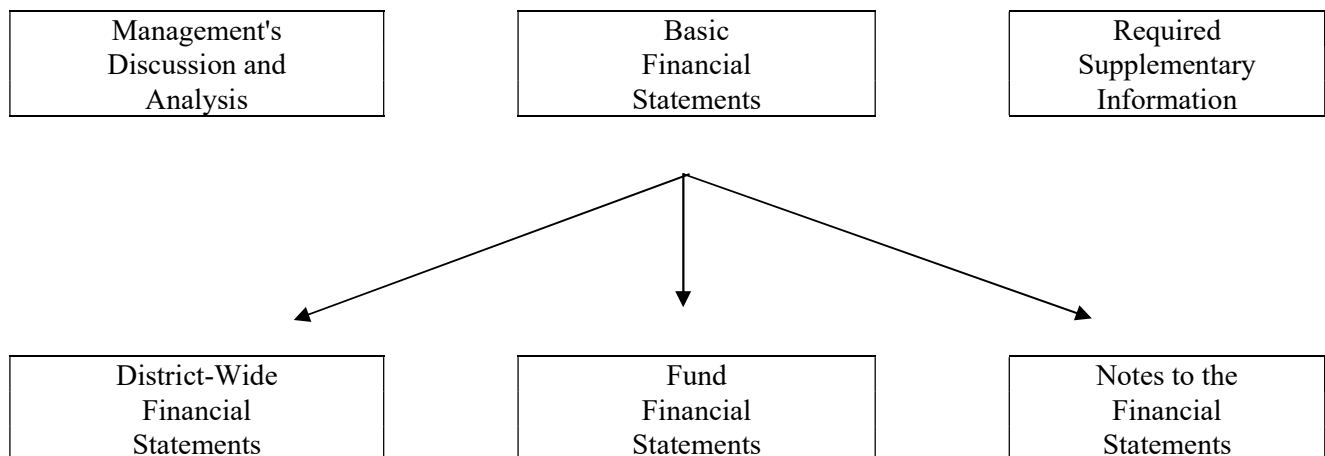 Management's
Discussion and
Analysis
Basic
Financial
Statements
Required
Supplementary
Information
District-Wide
Financial
Statements
Fund
Financial
Statements
Notes to the
Financial
Statements